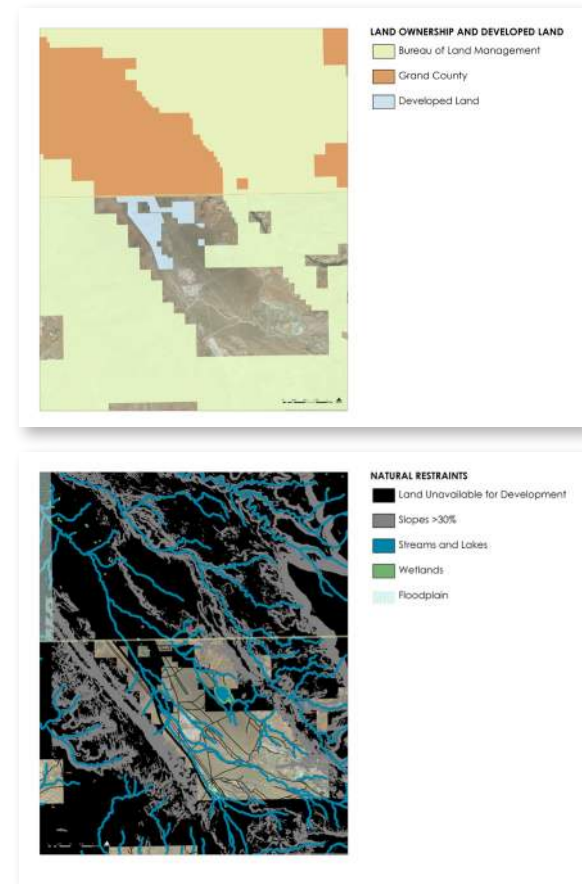 LAND OWNERSHIP AND DEVELOPED LAND
Bureau of Land Management
Grand County
Developed Land
NATURAL RESTRAINTS
Land Unavailable for Development
Slopes >30%
Streams and Lakes
Wetlands
Floodplain